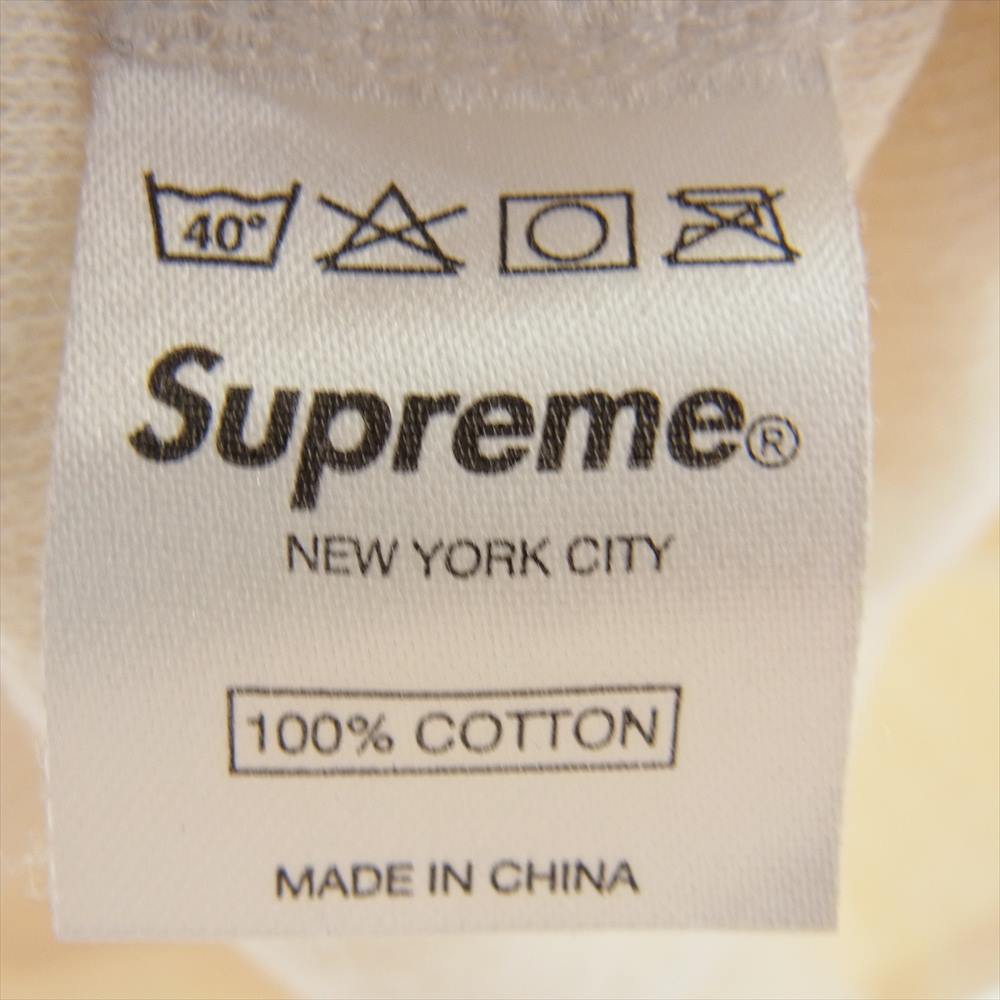 40°
Supreme®
NEW YORK CITY
100% COTTON
MADE IN CHINA